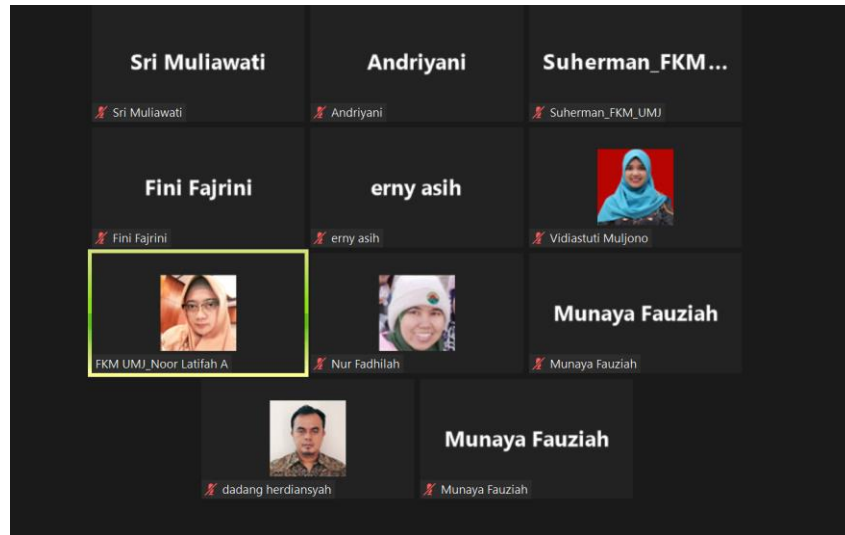 Sri Muliawati
Sri Muliawati
Andriyani
Andriyani
Suherman_FKM...
Suherman_FKM_UMJ
Fini Fajrini
Fini Fajrini
erny asih
erny asih
Vidiastuti Muljono
FKM UMJ_Noor Latifah A
Nur Fadhilah
Munaya Fauziah
Munaya Fauziah
dadang herdiansyah
Munaya Fauziah
Munaya Fauziah